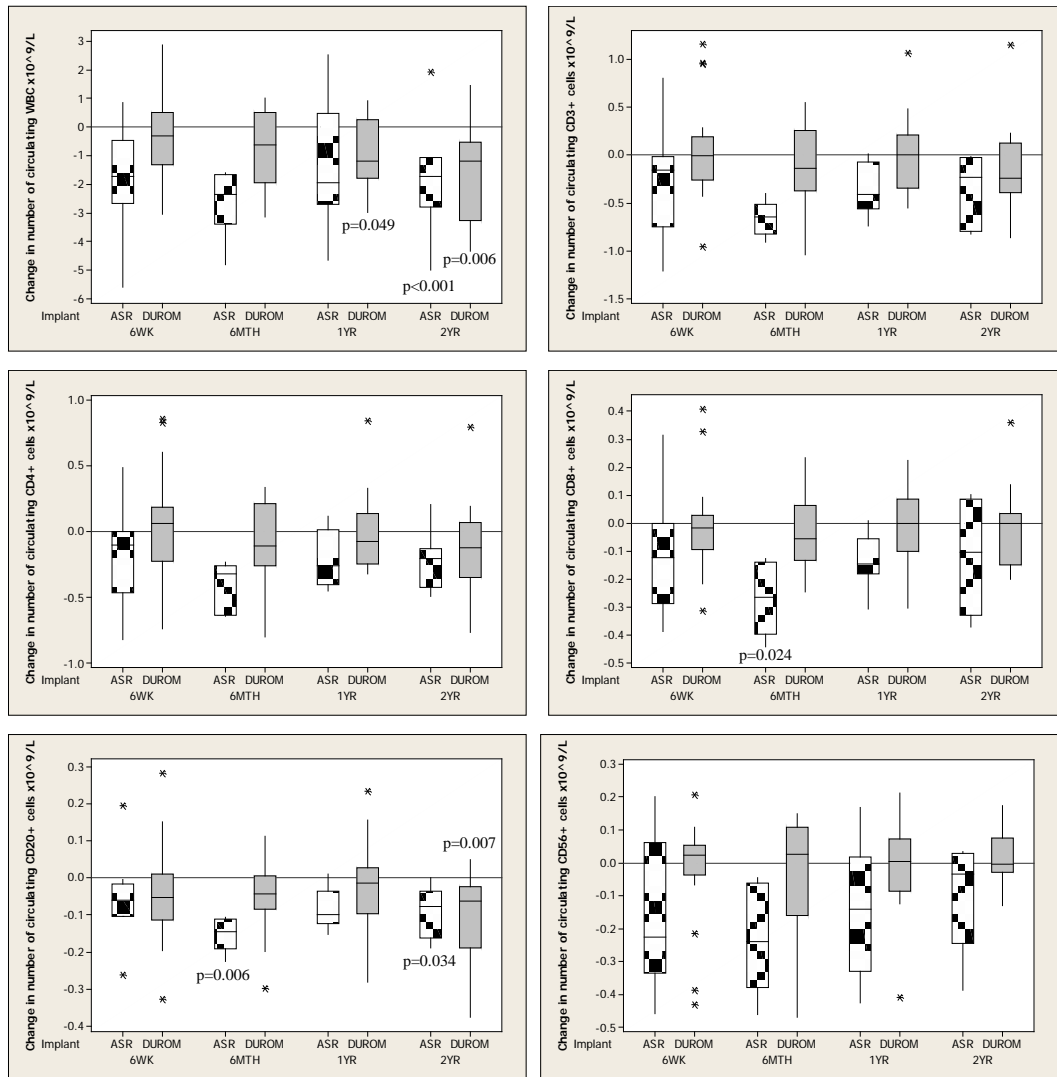 Change in number of circulating WBC x10^9/L
3
2
1
0
-1
-2
-3
-4
-5
-6
p=0.049
p=0.006
p<0.001
Implant ASR DUROM ASR DUROM ASR DUROM ASR DUROM
6WK 6MTH 1YR 2YR
Change in number of circulating CD3+ cells x10^9/L
1.0
0.5
0.0
-0.5
-1.0
-1.5
Implant ASR DUROM ASR DUROM ASR DUROM ASR DUROM
6WK 6MTH 1YR 2YR
Change in number of circulating CD4+ cells x10^9/L
1.0
0.5
0.0
-0.5
-1.0
Implant ASR DUROM ASR DUROM ASR DUROM ASR DUROM
6WK 6MTH 1YR 2YR
Change in number of circulating CD8+ cells x10^9/L
0.4
0.3
0.2
0.1
0.0
-0.1
-0.2
-0.3
-0.4
-0.5
p=0.024
Implant ASR DUROM ASR DUROM ASR DUROM ASR DUROM
6WK 6MTH 1YR 2YR
Change in number of circulating CD20+ cells x10^9/L
0.3
0.2
0.1
0.0
-0.1
-0.2
-0.3
-0.4
p=0.007
p=0.034
p=0.006
Implant ASR DUROM ASR DUROM ASR DUROM ASR DUROM
6WK 6MTH 1YR 2YR
Change in number of circulating CD56+ cells x10^9/L
0.3
0.2
0.1
0.0
-0.1
-0.2
-0.3
-0.4
-0.5
Implant ASR DUROM ASR DUROM ASR DUROM ASR DUROM
6WK 6MTH 1YR 2YR